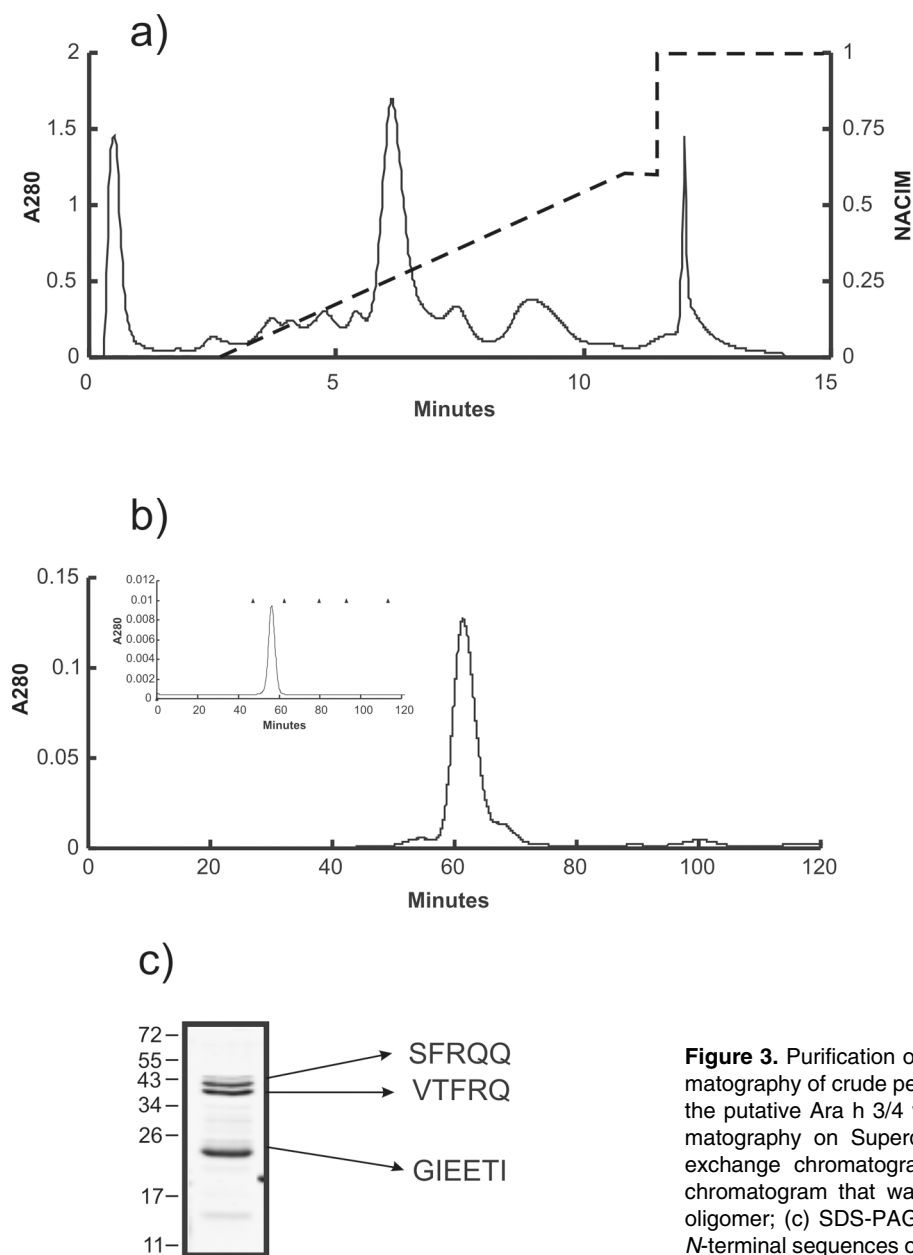 a)
2
1.5
1
0.5
0
A280
1
0.75
0.5
0.25
0
NACIM
0 5 10 15
Minutes
b)
0.15
0.1
0.05
0
A280
0.012
0.01
0.008
0.006
0.004
0.002
0
A280
0 20 40 60 80 100 120
Minutes
0 20 40 60 80 100 120
Minutes
c)
72
55
43
34
26
17
11
SFRQQ
VTFRQ
GIEETI
Figure 3. Purification o
matography of crude pe
the putative Ara h 3/4
matography on Superd
exchange chromatogra
chromatogram that wa
oligomer; (c) SDS-PAG
N-terminal sequences o